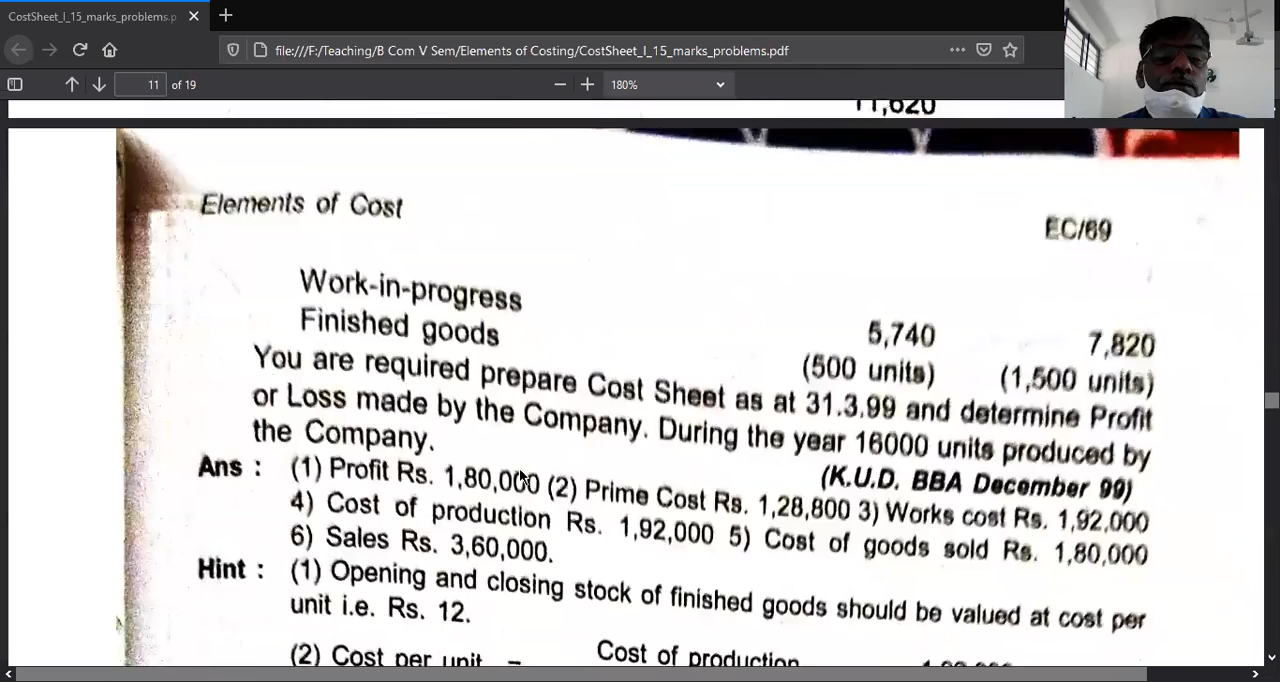 CostSheet_I_15_marks_problems.p
file:///F:/Teaching/B Com V Sem/Elements of Costing/CostSheet_I_15_marks_problems.pdf
11 of 19
180%
11,620
Elements of Cost
EC/69
Work-in-progress 5,740 7,820
Finished goods (500 units) (1,500 units)
You are required prepare Cost Sheet as at 31.3.99 and determine Profit
or Loss made by the Company. During the year 16000 units produced by
the Company.
(K.U.D. BBA December 99)
Ans : (1) Profit Rs. 1,80,000 (2) Prime Cost Rs. 1,28,800 3) Works cost Rs. 1,92,000
4) Cost of production Rs. 1,92,000 5) Cost of goods sold Rs. 1,80,000
6) Sales Rs. 3,60,000.
Hint : (1) Opening and closing stock of finished goods should be valued at cost per
unit i.e. Rs. 12.
(2) Cost per unit = Cost of production